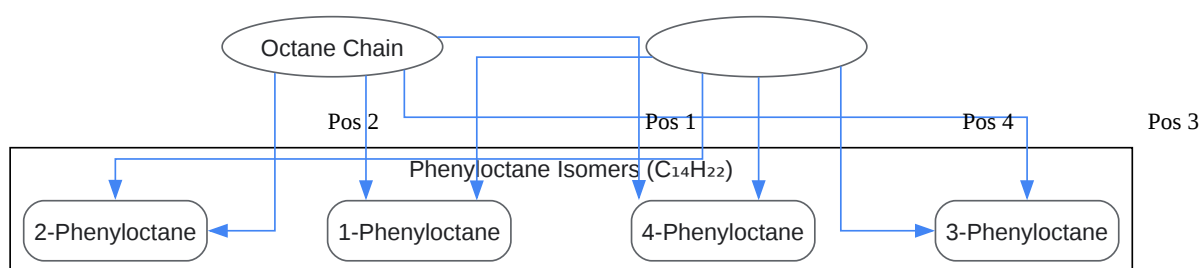 Octane Chain
Pos 2
Pos 1
Pos 4
Pos 3
Phenyloctane Isomers (C₁₄H₂₂)
2-Phenyloctane
1-Phenyloctane
4-Phenyloctane
3-Phenyloctane